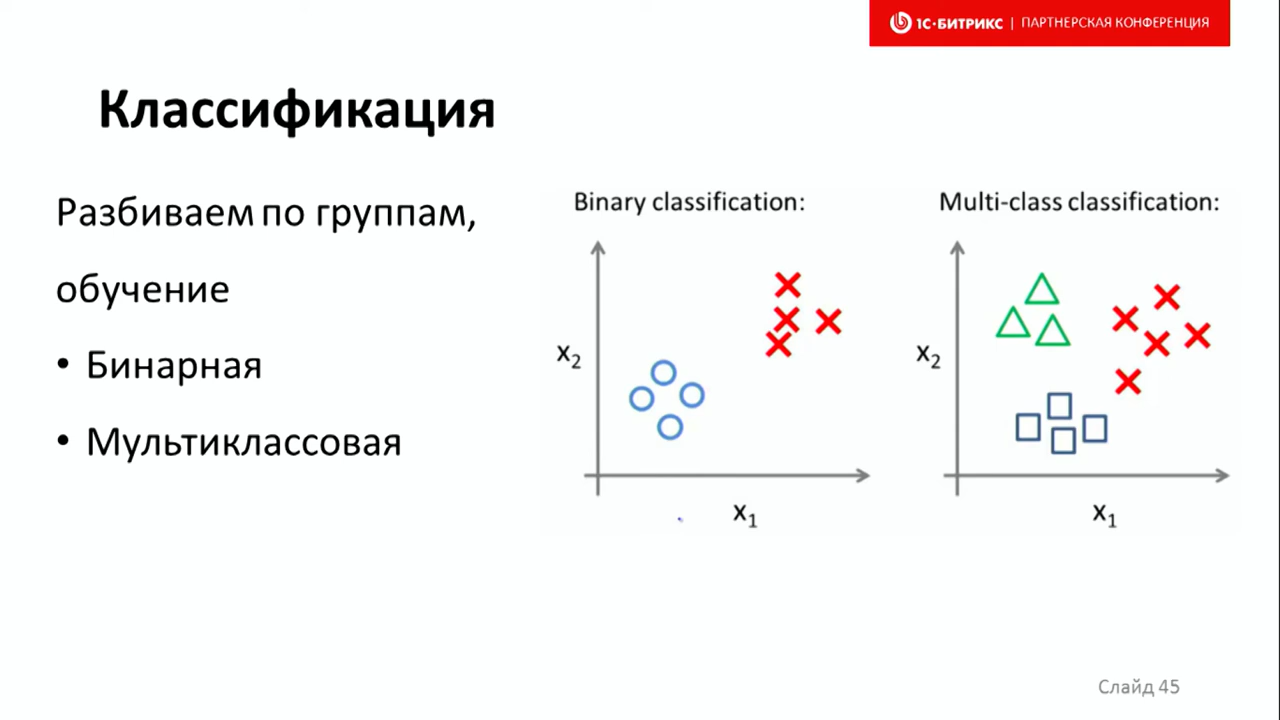 1С-БИТРИКС | ПАРТНЕРСКАЯ КОНФЕРЕНЦИЯ
Классификация
Разбиваем по группам,
обучение
• Бинарная
• Мультиклассовая
Binary classification:
x₂
x₁
Multi-class classification:
x₂
x₁
Слайд 45